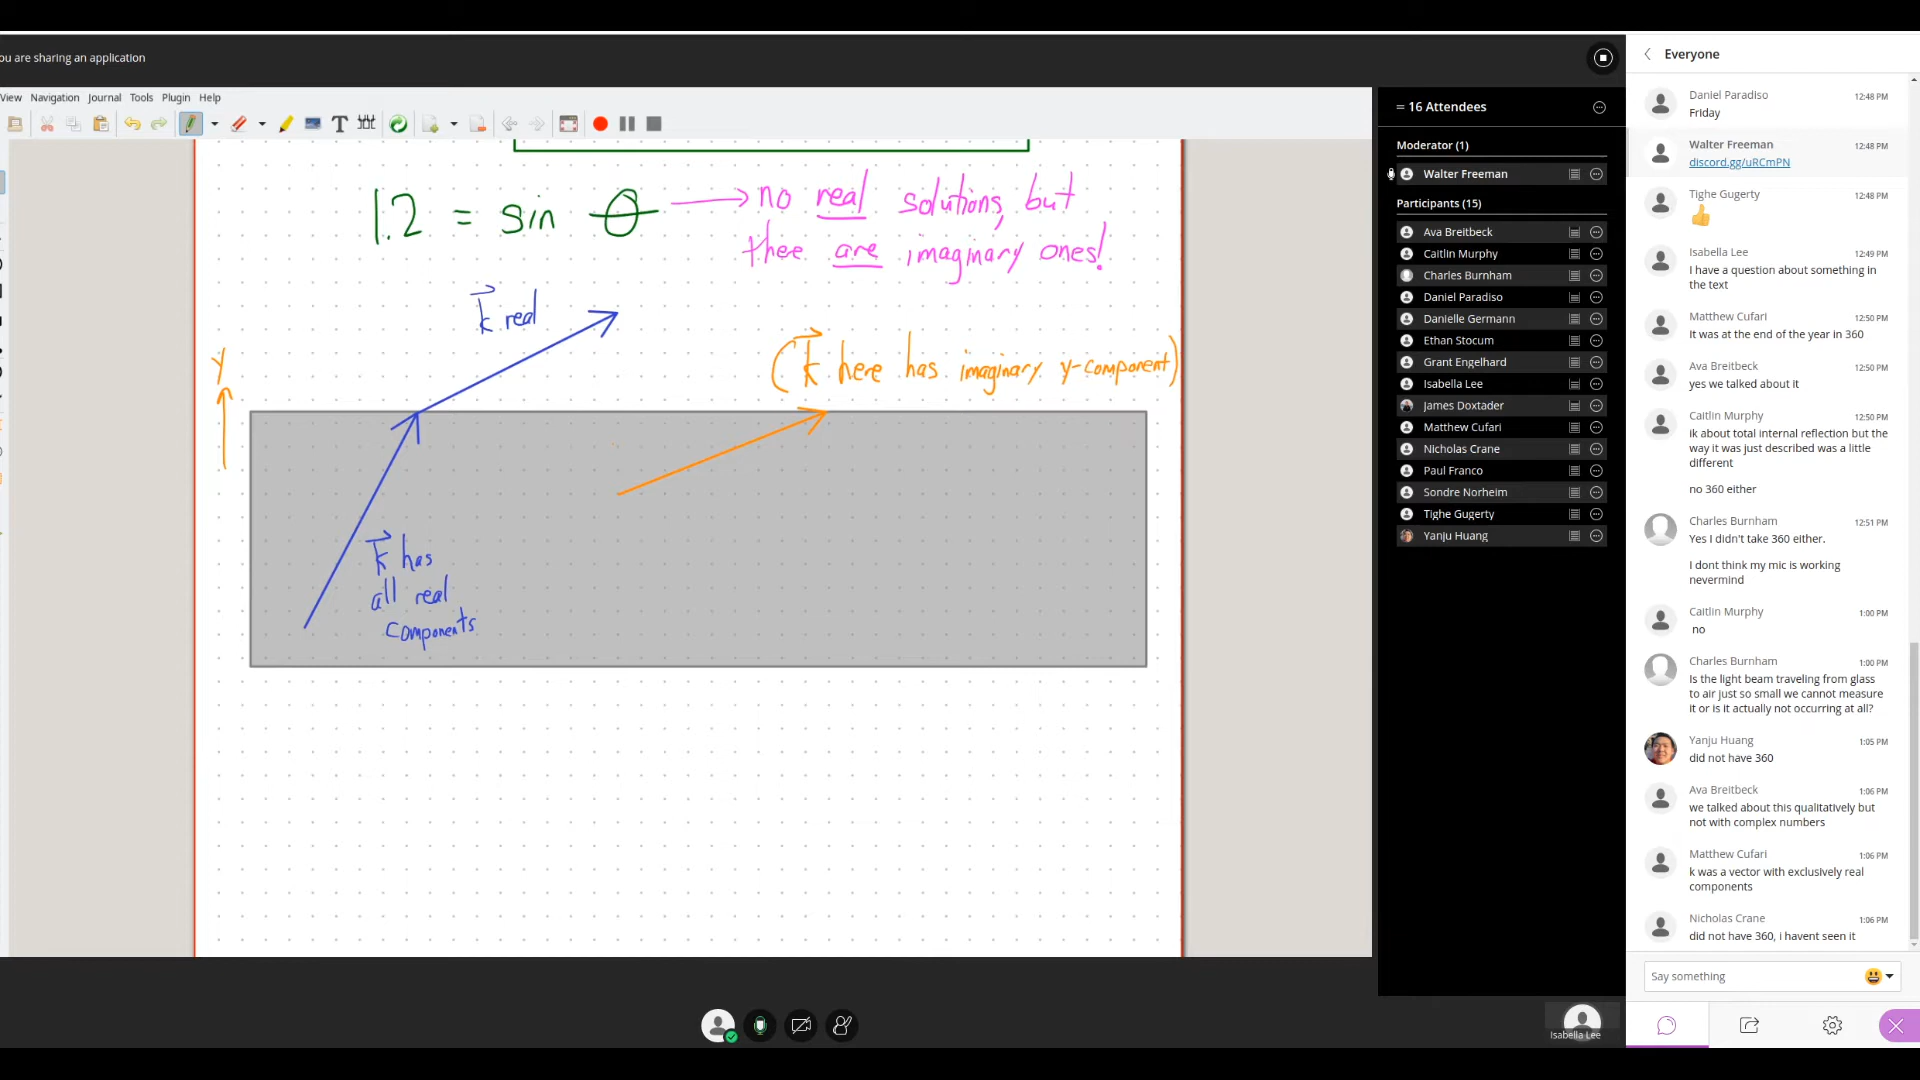 ou are sharing an application
View Navigation Journal Tools Plugin Help
T
1.2 = sin θ
no real solutions, but
there are imaginary ones!
k real
y
(k here has imaginary y-component)
k has
all real
components
16 Attendees
Moderator (1)
Walter Freeman
Participants (15)
Ava Breitbeck
Caitlin Murphy
Charles Burnham
Daniel Paradiso
Danielle Germann
Ethan Stocum
Grant Engelhard
Isabella Lee
James Doxtader
Matthew Cufari
Nicholas Crane
Paul Franco
Sondre Norheim
Tighe Gugerty
Yanju Huang
Isabella Lee
Everyone
Daniel Paradiso 12:48 PM
Friday
Walter Freeman 12:48 PM
discord.gg/uRCmPN
Tighe Gugerty 12:48 PM
👍
Isabella Lee 12:49 PM
I have a question about something in
the text
Matthew Cufari 12:50 PM
It was at the end of the year in 360
Ava Breitbeck 12:50 PM
yes we talked about it
Caitlin Murphy 12:50 PM
ik about total internal reflection but the
way it was just described was a little
different
no 360 either
Charles Burnham 12:51 PM
Yes I didn't take 360 either.
I dont think my mic is working
nevermind
Caitlin Murphy 1:00 PM
no
Charles Burnham 1:00 PM
Is the light beam traveling from glass
to air just so small we cannot measure
it or is it actually not occurring at all?
Yanju Huang 1:05 PM
did not have 360
Ava Breitbeck 1:06 PM
we talked about this qualitatively but
not with complex numbers
Matthew Cufari 1:06 PM
k was a vector with exclusively real
components
Nicholas Crane 1:06 PM
did not have 360, i havent seen it
Say something